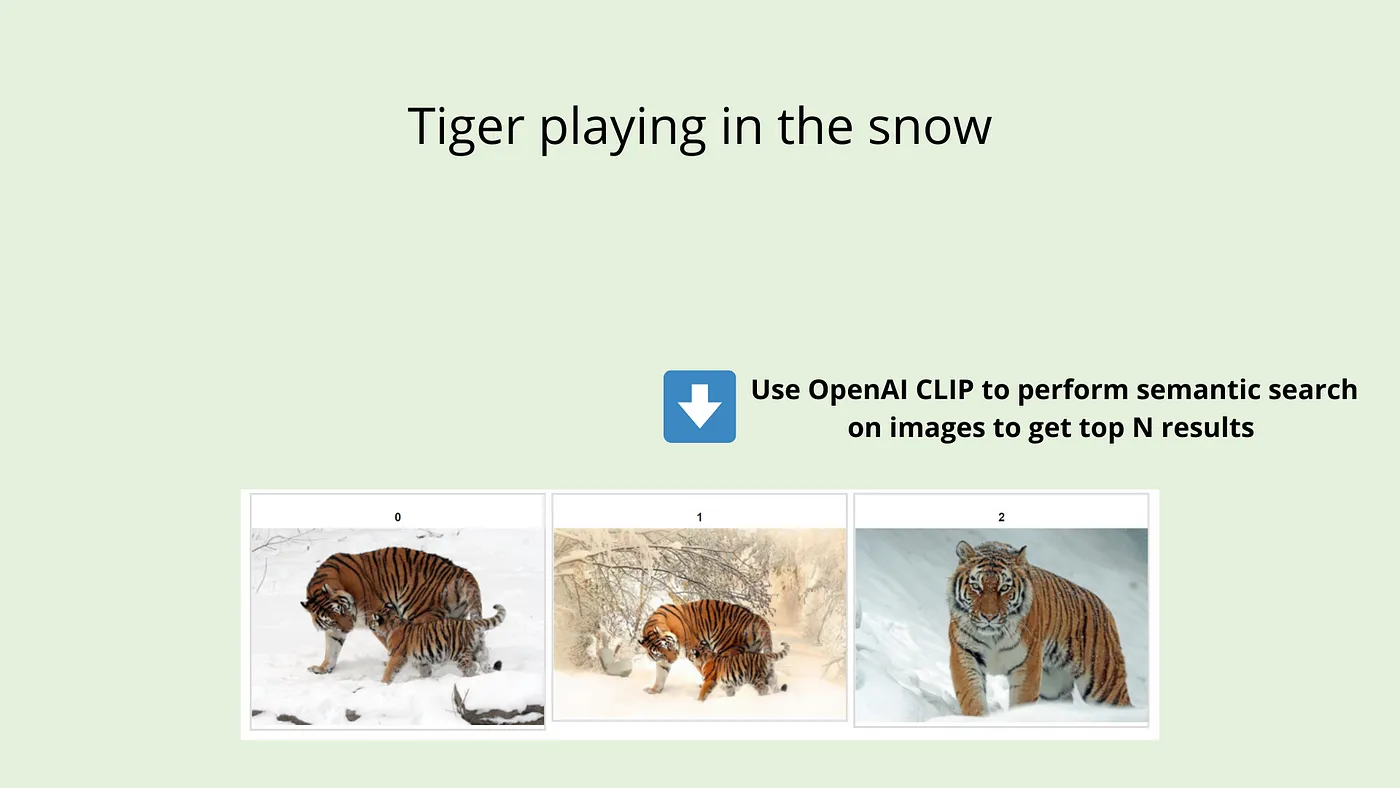 Tiger playing in the snow
Use OpenAI CLIP to perform semantic search
on images to get top N results
0
1
2